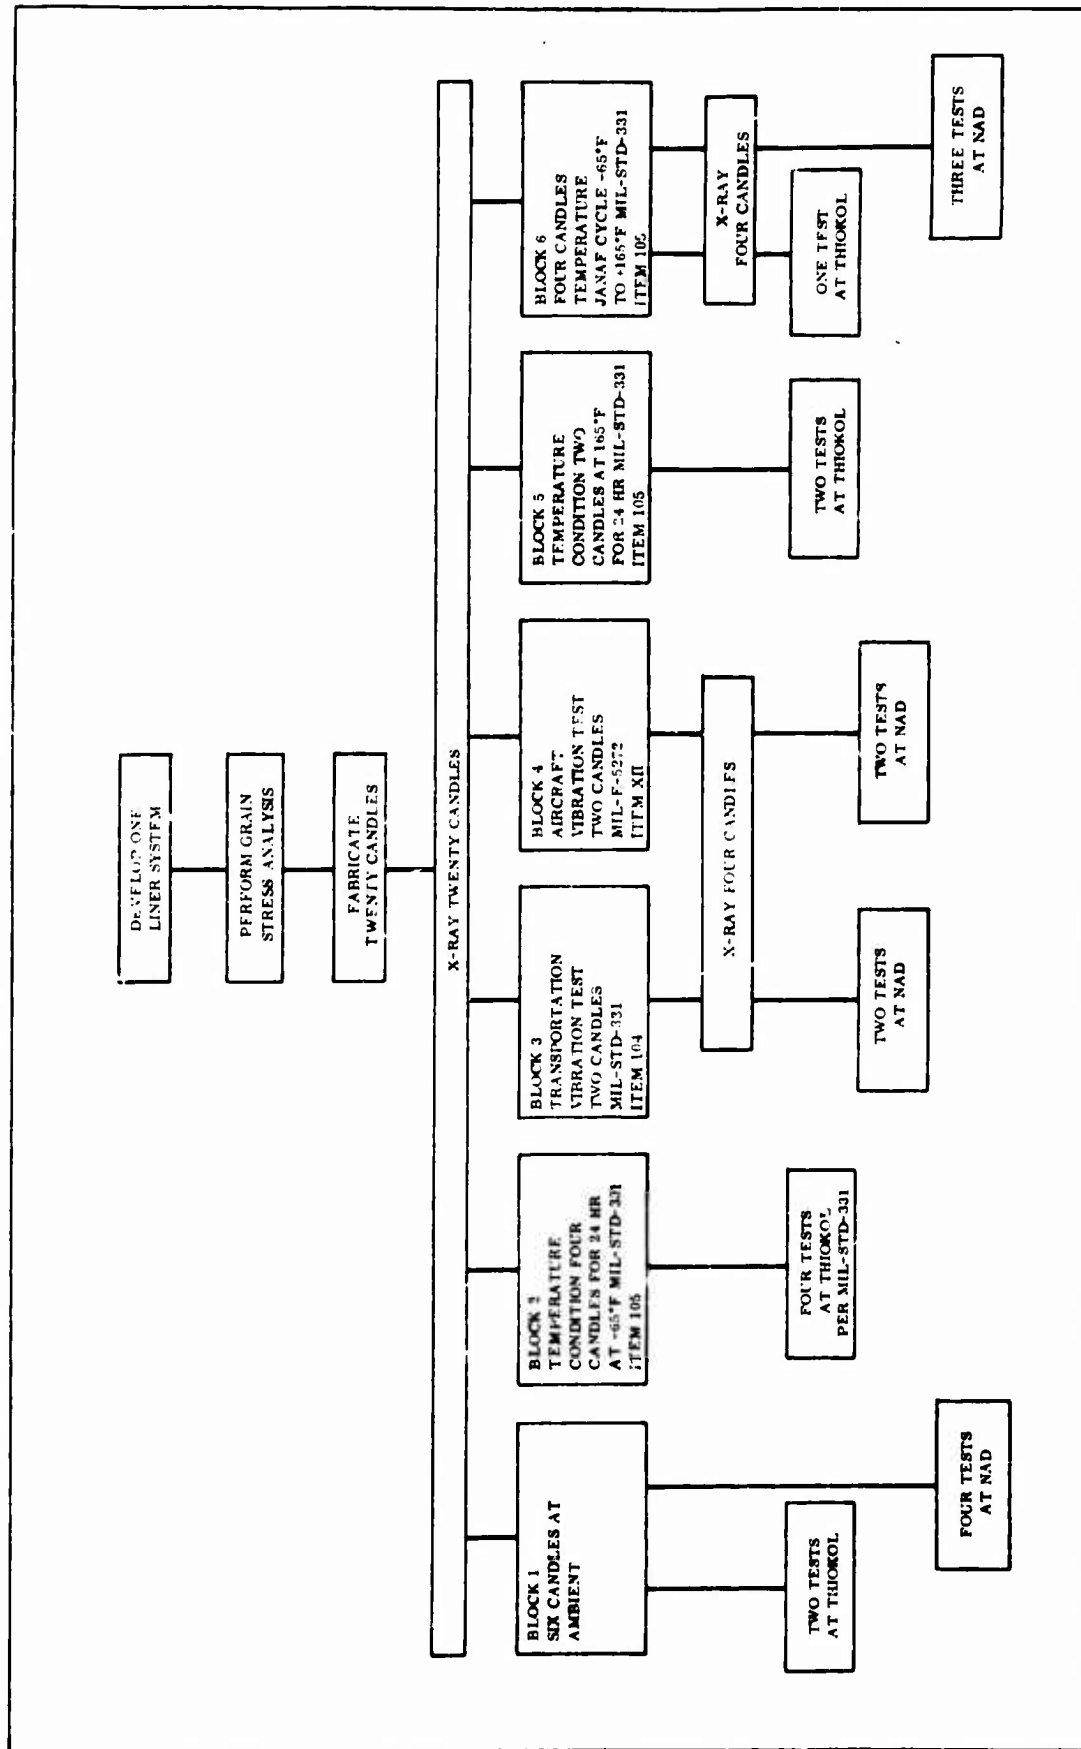 DEVELOP ONE
LINER SYSTEM
PERFORM GRAIN
STRESS ANALYSIS
FABRICATE
TWENTY CANDLES
X-RAY TWENTY CANDLES
BLOCK 1
SIX CANDLES AT
AMBIENT
BLOCK 2
TEMPERATURE
CONDITION FOUR
CANDLES FOR 24 HR
AT -65°F MIL-STD-331
ITEM 105
BLOCK 3
TRANSPORTATION
VIBRATION TEST
TWO CANDLES
MIL-STD-331
ITEM 104
BLOCK 4
AIRCRAFT
VIBRATION TEST
TWO CANDLES
MIL-E-5272
ITEM XII
BLOCK 5
TEMPERATURE
CONDITION TWO
CANDLES AT 165°F
FOR 24 HR MIL-STD-331
ITEM 105
BLOCK 6
FOUR CANDLES
TEMPERATURE
JANAF CYCLE -65°F
TO +165°F MIL-STD-331
ITEM 105
X-RAY FOUR CANDLES
X-RAY
FOUR CANDLES
TWO TESTS
AT THIOKOL
FOUR TESTS
AT NAD
FOUR TESTS
AT THIOKOL
PER MIL-STD-331
TWO TESTS
AT NAD
TWO TESTS
AT NAD
TWO TESTS
AT THIOKOL
ONE TEST
AT THIOKOL
THREE TESTS
AT NAD